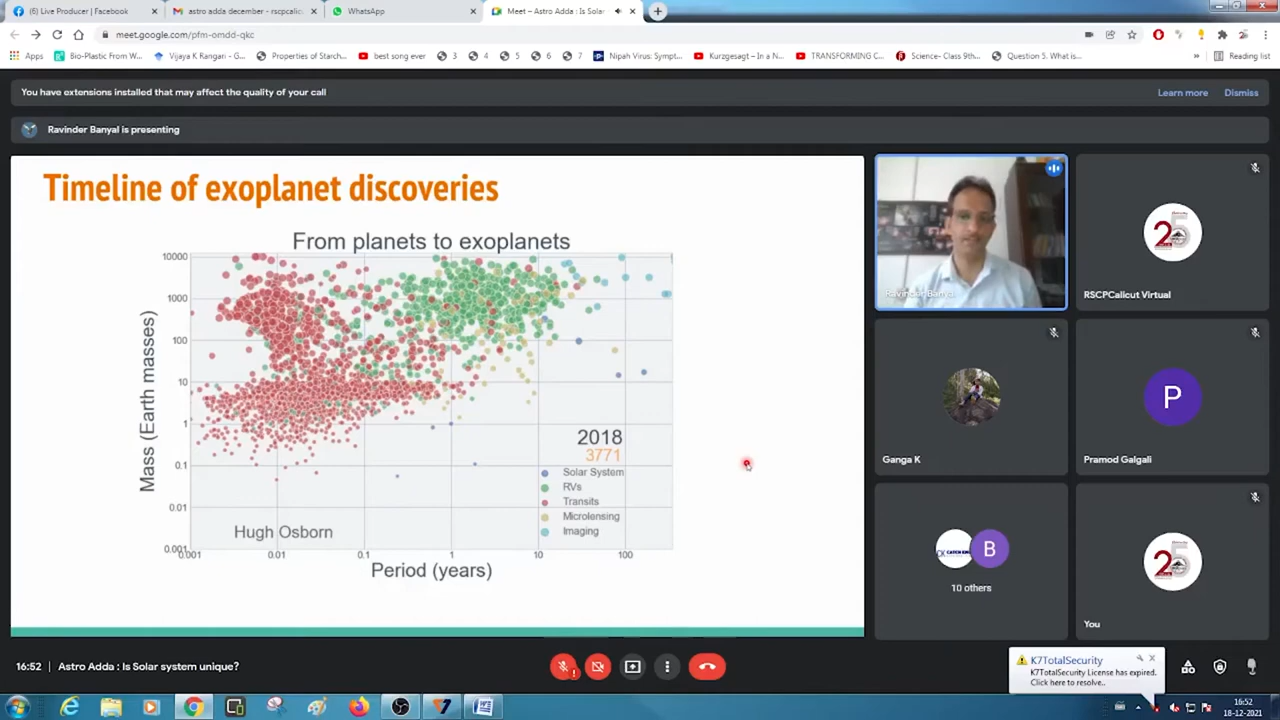 (6) Live Producer | Facebook
astro adda december - rscpcalic
WhatsApp
Meet – Astro Adda : Is Solar
meet.google.com/pfm-omdd-qkc
Apps
Bio-Plastic From W...
Vijaya K Rangari - G...
Properties of Starch...
best song ever
3
4
5
6
7
Nipah Virus: Sympt...
Kurzgesagt – In a N...
TRANSFORMING C...
Science- Class 9th...
Question 5. What is...
»
Reading list
You have extensions installed that may affect the quality of your call
Learn more
Dismiss
Ravinder Banyal is presenting
Timeline of exoplanet discoveries
From planets to exoplanets
10000
1000
100
10
1
0.1
0.01
0.001
Mass (Earth masses)
2018
3771
Solar System
RVs
Transits
Microlensing
Imaging
Hugh Osborn
0.001
0.01
0.1
1
10
100
Period (years)
Ravinder Banyal
25
RSCPCalicut Virtual
Ganga K
P
Pramod Galgali
B
10 others
25
You
16:52
Astro Adda : Is Solar system unique?
K7TotalSecurity
K7TotalSecurity License has expired.
Click here to resolve..
16:52
18-12-2021